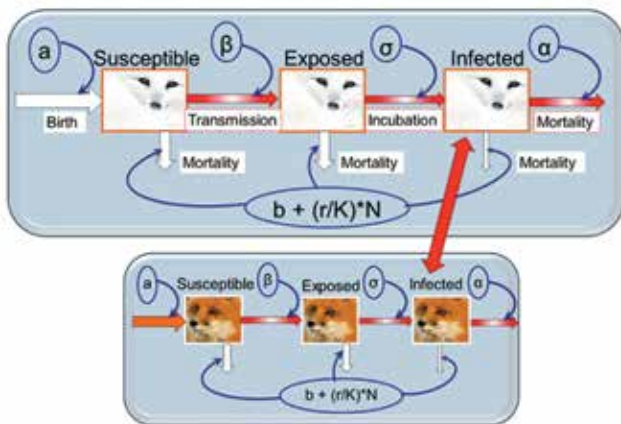 Susceptible Exposed Infected
a β σ α
Birth Transmission Incubation Mortality
Mortality Mortality Mortality
b + (r/K)*N
Susceptible Exposed Infected
a β σ α
b + (r/K)*N